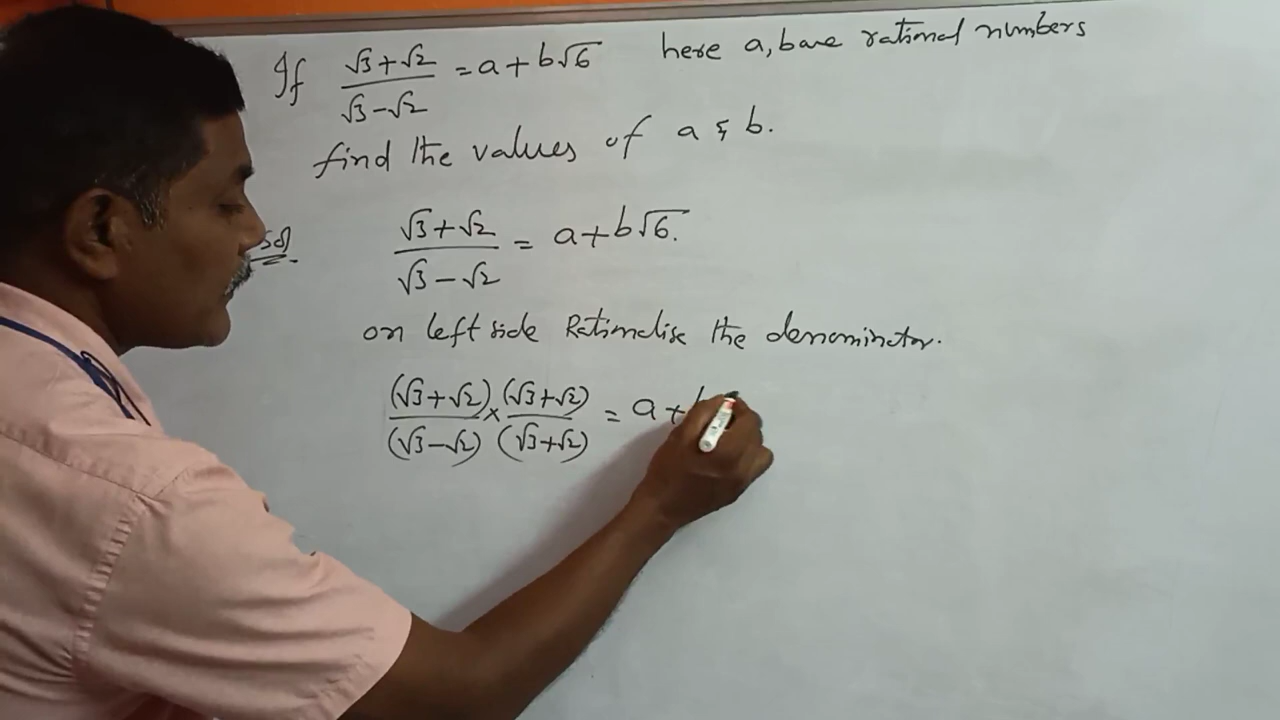 If (√3+√2)/(√3-√2) = a+b√6 here a, b are rational numbers
find the values of a & b.
Sol (√3+√2)/(√3-√2) = a+b√6.
on left side Rationalise the denominator.
(√3+√2)/(√3-√2) × (√3+√2)/(√3+√2) = a+